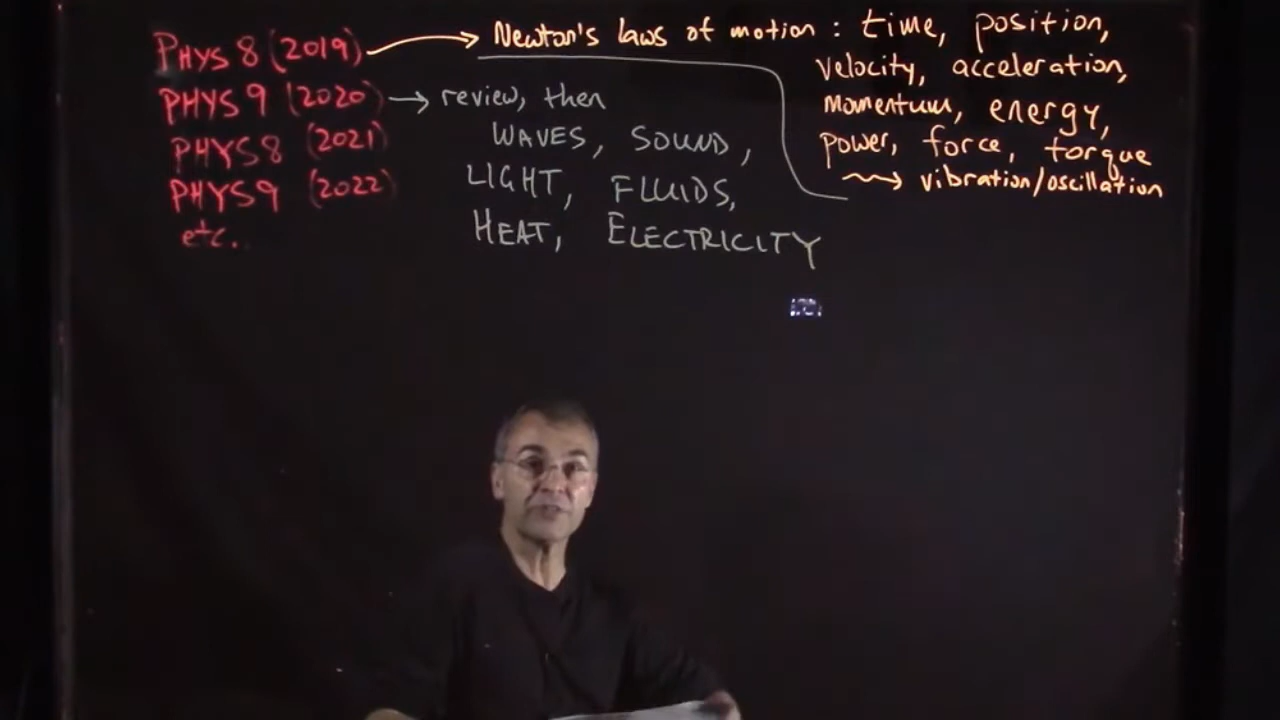 PHYS 8 (2019) → Newton's laws of motion : time, position,
velocity, acceleration,
momentum, energy,
power, force, torque
→ vibration/oscillation
PHYS 9 (2020) → review, then
WAVES, SOUND,
LIGHT, FLUIDS,
HEAT, ELECTRICITY
PHYS 8 (2021)
PHYS 9 (2022)
etc.